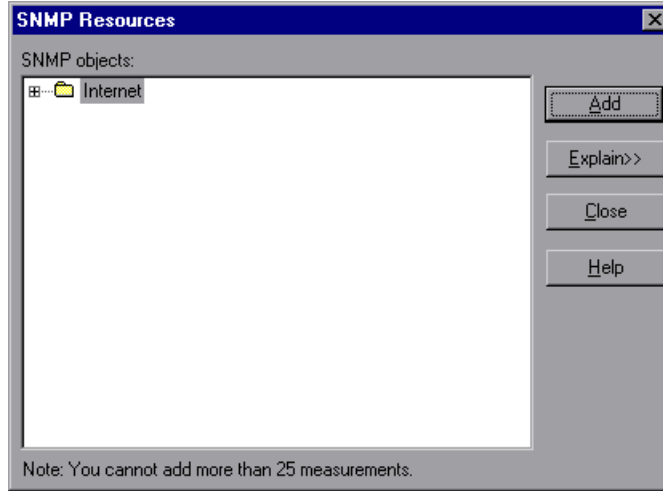 SNMP Resources
SNMP objects:
Internet
Add
Explain>>
Close
Help
Note: You cannot add more than 25 measurements.